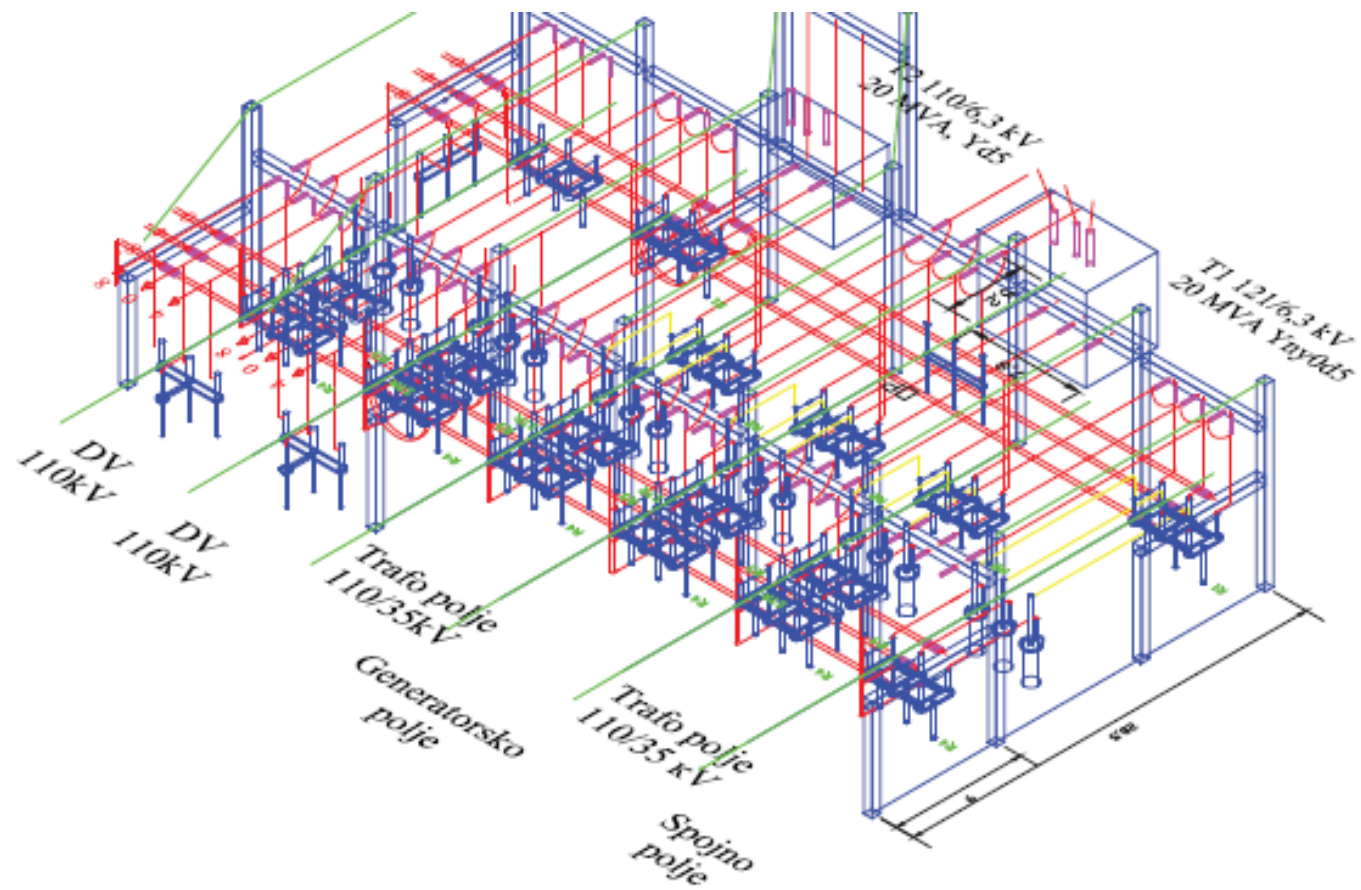 T2 110/6,3 kV
20 MVA, Yd5
T1 121/6,3 kV
20 MVA Yny0d5
DV
110kV
DV
110kV
Trafo polje
110/35kV
Generatorsko
polje
Trafo polje
110/35 кV
Spojno
polje